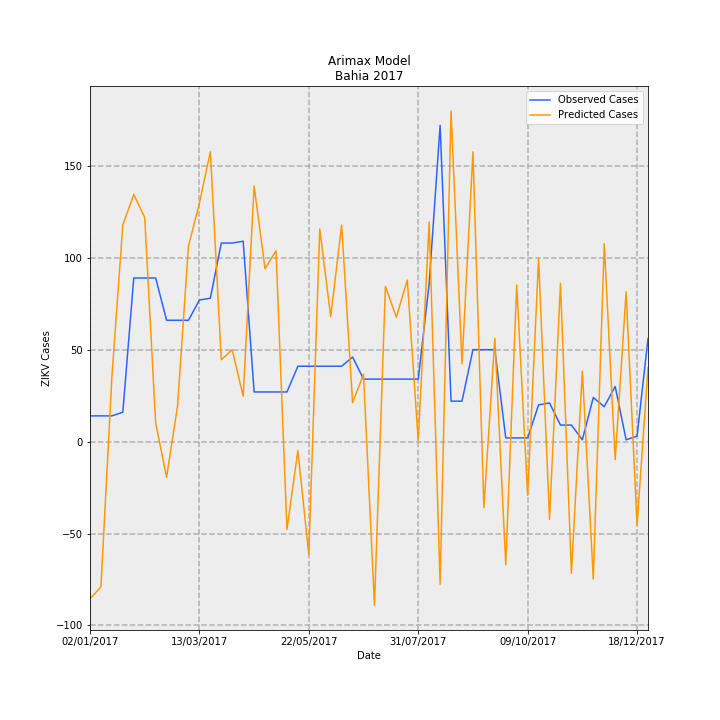 Arimax Model
Bahia 2017
Observed Cases
Predicted Cases
150
100
50
0
−50
−100
ZIKV Cases
02/01/2017
13/03/2017
22/05/2017
31/07/2017
09/10/2017
18/12/2017
Date